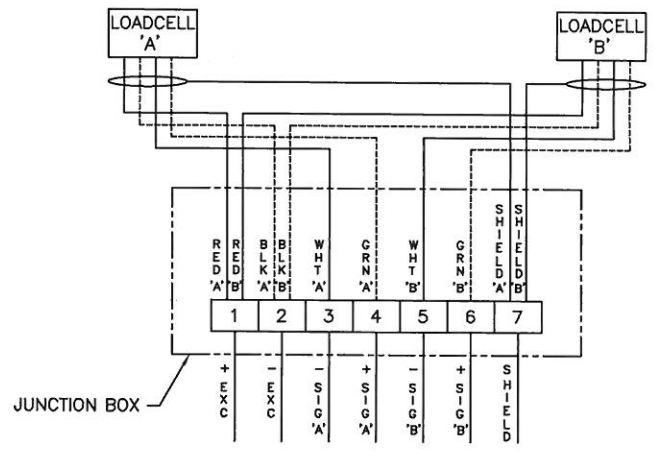 LOADCELL
'A'
LOADCELL
'B'
RED'A'
RED'B'
BLK'A'
BLK'B'
WHT'A'
GRN'A'
WHT'B'
GRN'B'
SHIELD'A'
SHIELD'B'
1 2 3 4 5 6 7
+EXC
-EXC
-SIG'A'
+SIG'A'
-SIG'B'
+SIG'B'
SHIELD
JUNCTION BOX